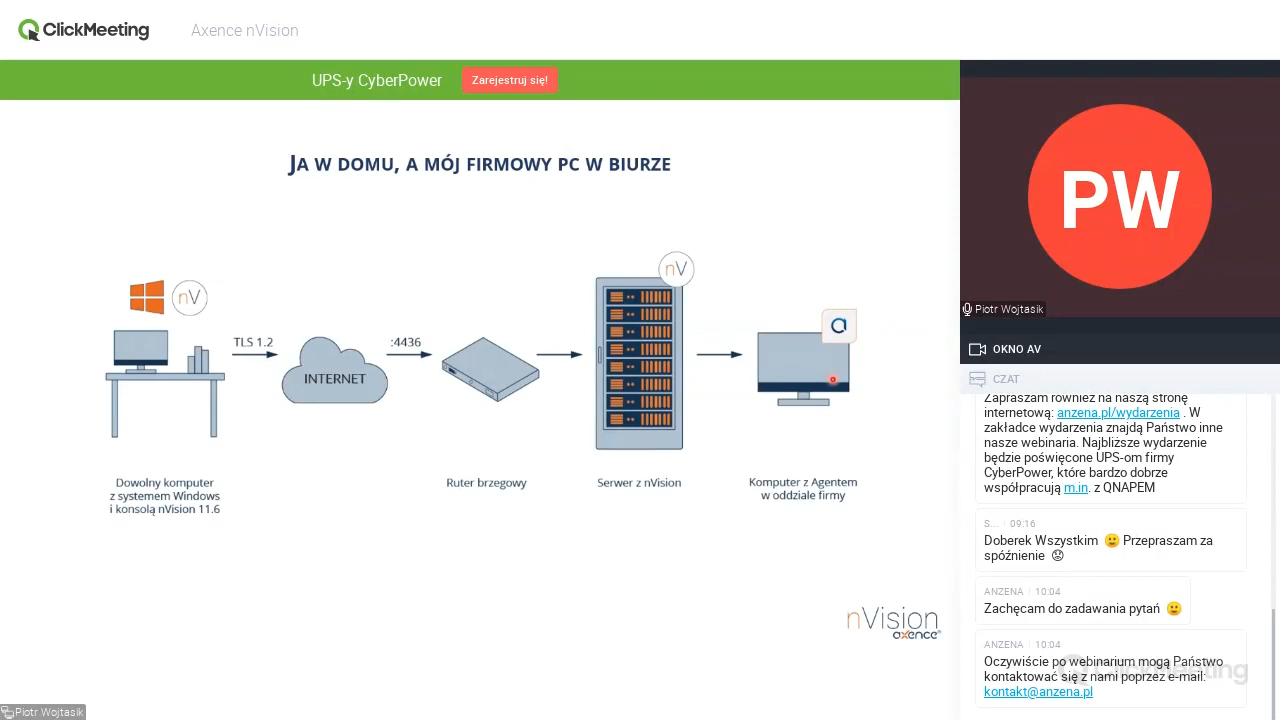 ClickMeeting
Axence nVision
UPS-y CyberPower
Zarejestruj się!
JA W DOMU, A MÓJ FIRMOWY PC W BIURZE
nV
nV
TLS 1.2
:4436
INTERNET
Dowolny komputer
z systemem Windows
i konsolą nVision 11.6
Ruter brzegowy
Serwer z nVision
Komputer z Agentem
w oddziale firmy
nVision
axence®
Piotr Wojtasik
PW
Piotr Wojtasik
OKNO AV
CZAT
Zapraszam również na naszą stronę
internetową: anzena.pl/wydarzenia . W
zakładce wydarzenia znajdą Państwo inne
nasze webinaria. Najbliższe wydarzenie
będzie poświęcone UPS-om firmy
CyberPower, które bardzo dobrze
współpracują m.in. z QNAPEM
S... 09:16
Doberek Wszystkim 🙂 Przepraszam za
spóźnienie 😟
ANZENA 10:04
Zachęcam do zadawania pytań 🙂
ANZENA 10:04
Oczywiście po webinarium mogą Państwo
kontaktować się z nami poprzez e-mail:
kontakt@anzena.pl
ClickMeeting